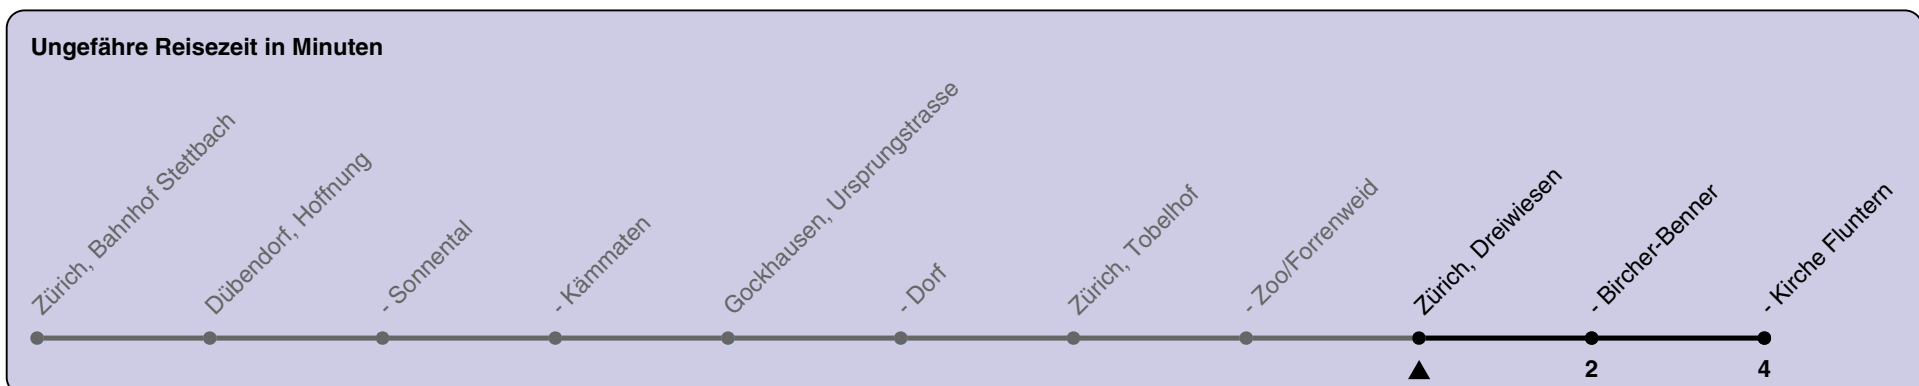 Ungefähre Reisezeit in Minuten
Zürich, Bahnhof Stettbach
Dübendorf, Hoffnung
- Sonnental
- Kämmaten
Gockhausen, Ursprungstrasse
- Dorf
Zürich, Tobelhof
- Zoo/Forrenweid
Zürich, Dreiwiesen
- Bircher-Benner
- Kirche Fluntern
2 4